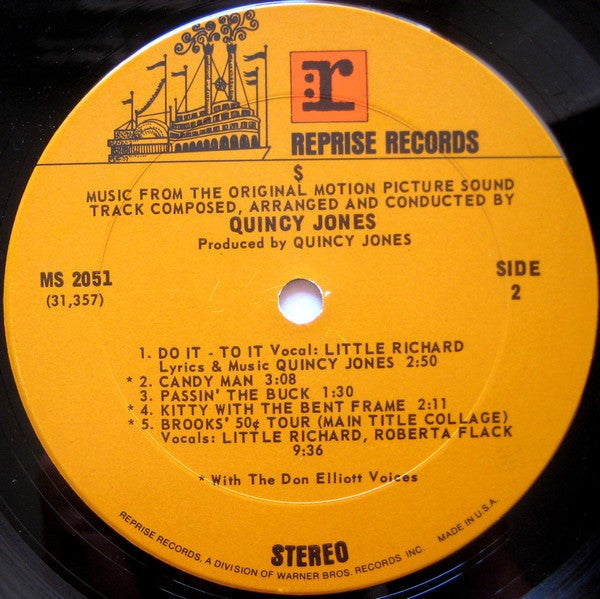 :r
REPRISE RECORDS
$
MUSIC FROM THE ORIGINAL MOTION PICTURE SOUND
TRACK COMPOSED, ARRANGED AND CONDUCTED BY
QUINCY JONES
Produced by QUINCY JONES
MS 2051
(31,357)
SIDE
2
1. DO IT - TO IT Vocal: LITTLE RICHARD
Lyrics & Music QUINCY JONES 2:50
* 2. CANDY MAN 3:08
3. PASSIN' THE BUCK 1:30
* 4. KITTY WITH THE BENT FRAME 2:11
* 5. BROOKS' 50¢ TOUR (MAIN TITLE COLLAGE)
Vocals: LITTLE RICHARD, ROBERTA FLACK
9:36
* With The Don Elliott Voices
STEREO
REPRISE RECORDS, A DIVISION OF WARNER BROS. RECORDS INC. MADE IN U.S.A.